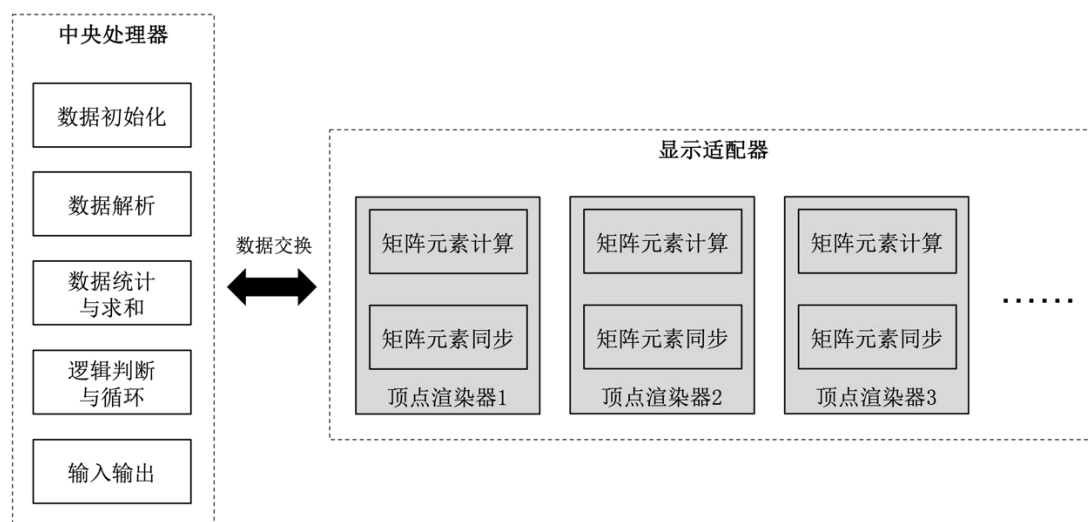 中央处理器
数据初始化
数据解析
数据统计
与求和
逻辑判断
与循环
输入输出
数据交换
显示适配器
矩阵元素计算
矩阵元素同步
顶点渲染器1
矩阵元素计算
矩阵元素同步
顶点渲染器2
矩阵元素计算
矩阵元素同步
顶点渲染器3
......